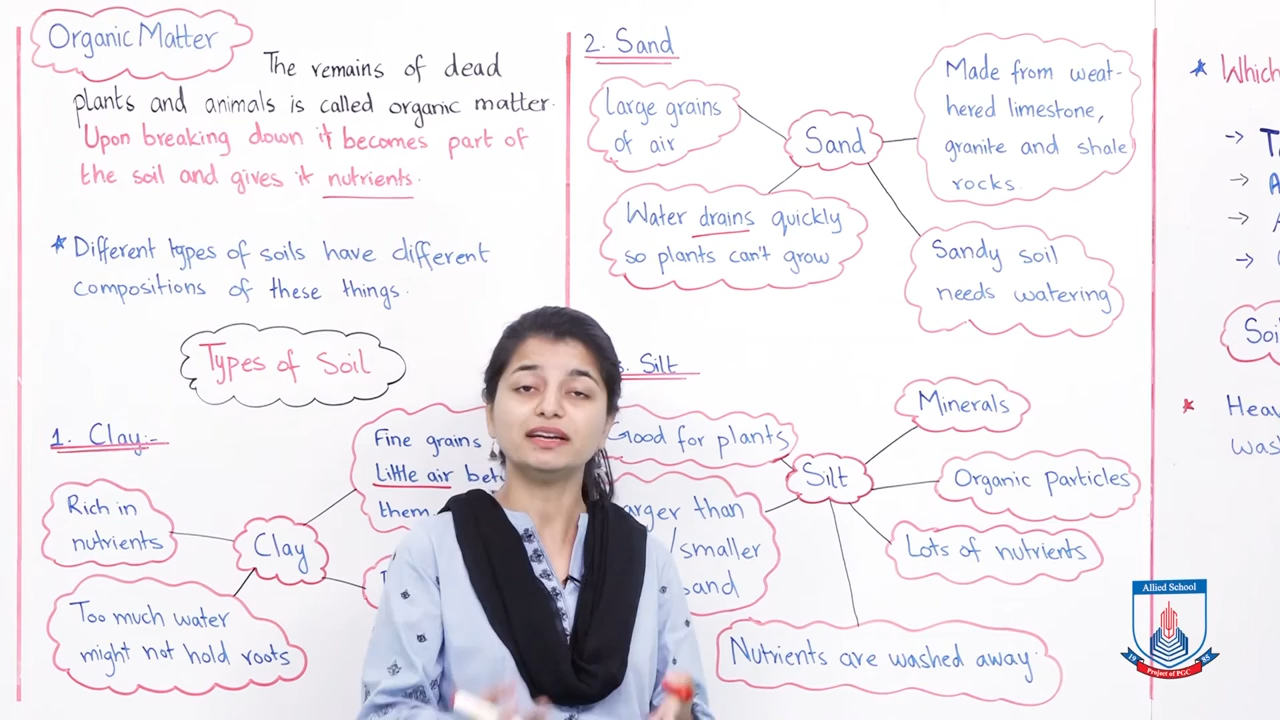 Organic Matter
The remains of dead
plants and animals is called organic matter.
Upon breaking down it becomes part of
the soil and gives it nutrients.
* Different types of soils have different
compositions of these things.
Types of Soil
1. Clay:-
Fine grains
Little air
them.
Rich in
nutrients
Clay
Too much water
might not hold roots
2. Sand
Large grains
of air
Sand
Made from weat-
hered limestone,
granite and shale
rocks.
Water drains quickly
so plants can't grow
Sandy soil
needs watering
Silt
Good for plants
than
/smaller
sand
Silt
Minerals
Organic Particles
Lots of nutrients
Nutrients are washed away.
* Which
->
->
->
->
*
Allied School
1985
Project of PGC